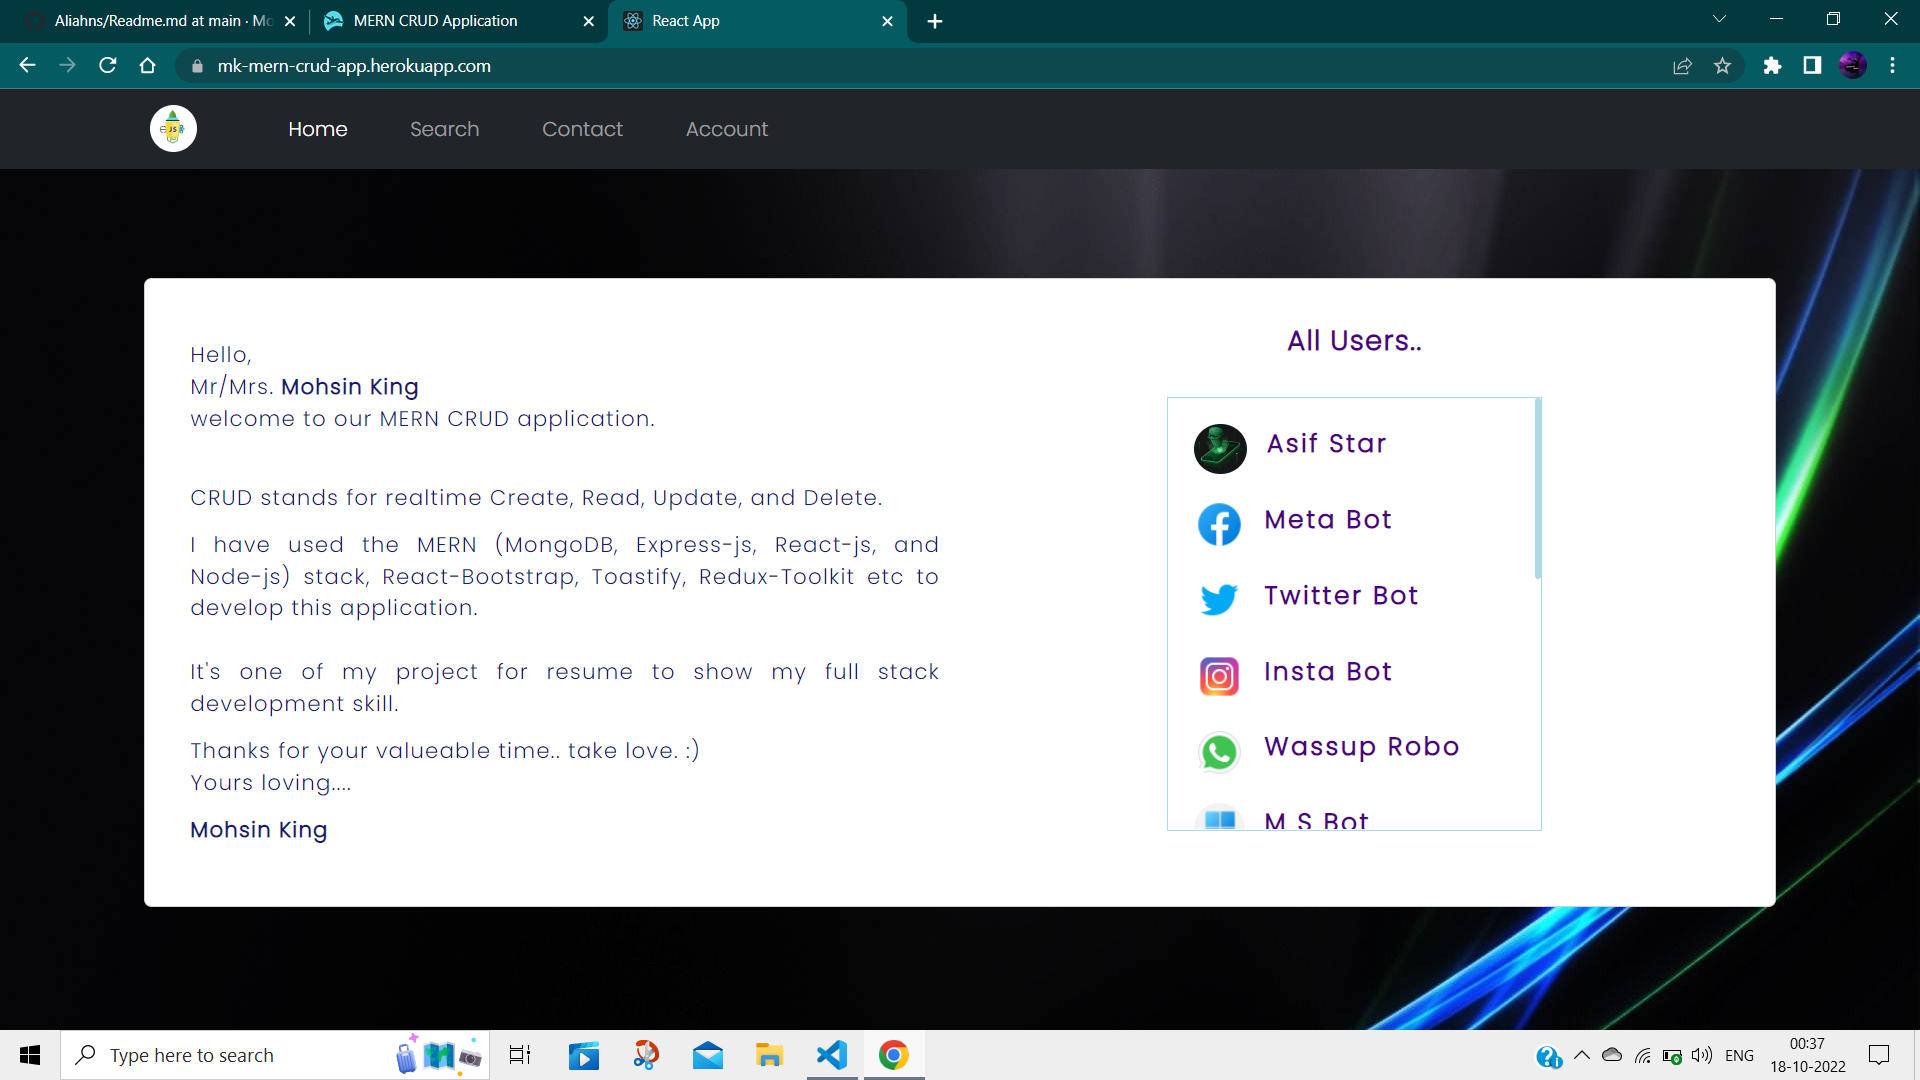 Aliahns/Readme.md at main · Mo
MERN CRUD Application
React App
mk-mern-crud-app.herokuapp.com
JS
Home
Search
Contact
Account
Hello,
Mr/Mrs. Mohsin King
welcome to our MERN CRUD application.
CRUD stands for realtime Create, Read, Update, and Delete.
I have used the MERN (MongoDB, Express-js, React-js, and
Node-js) stack, React-Bootstrap, Toastify, Redux-Toolkit etc to
develop this application.
It's one of my project for resume to show my full stack
development skill.
Thanks for your valueable time.. take love. :)
Yours loving....
Mohsin King
All Users..
Asif Star
Meta Bot
Twitter Bot
Insta Bot
Wassup Robo
M S Bot
Type here to search
ENG
00:37
18-10-2022